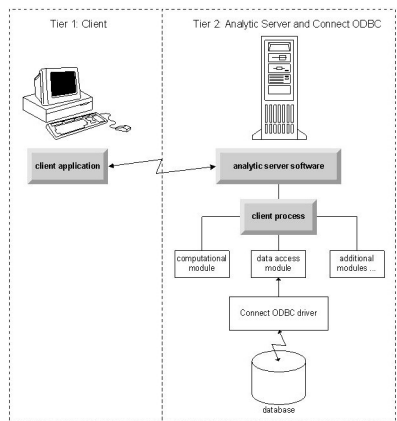 Tier 1: Client
Tier 2: Analytic Server and Connect ODBC
client application
analytic server software
client process
computational
module
data access
module
additional
modules ...
Connect ODBC driver
database